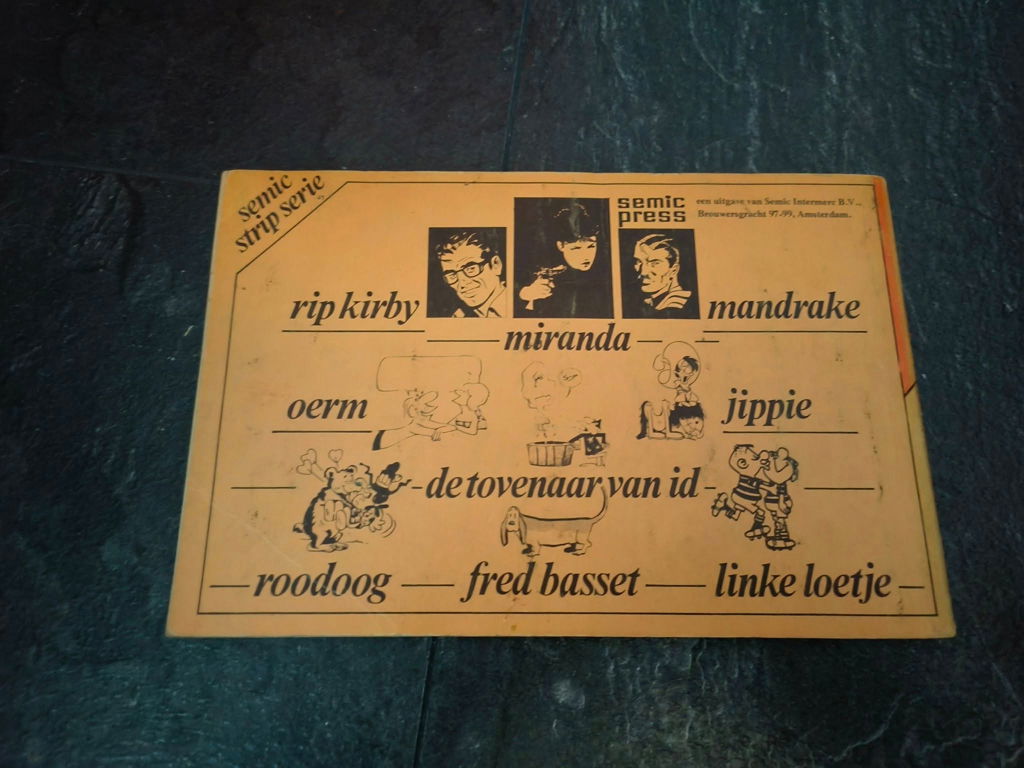 semic
strip serie
semic
press
een uitgave van Semic Intermeer B.V.,
Brouwersgracht 97-99, Amsterdam.
rip kirby
mandrake
miranda
oerm
jippie
de tovenaar van id
roodoog
fred basset
linke loetje